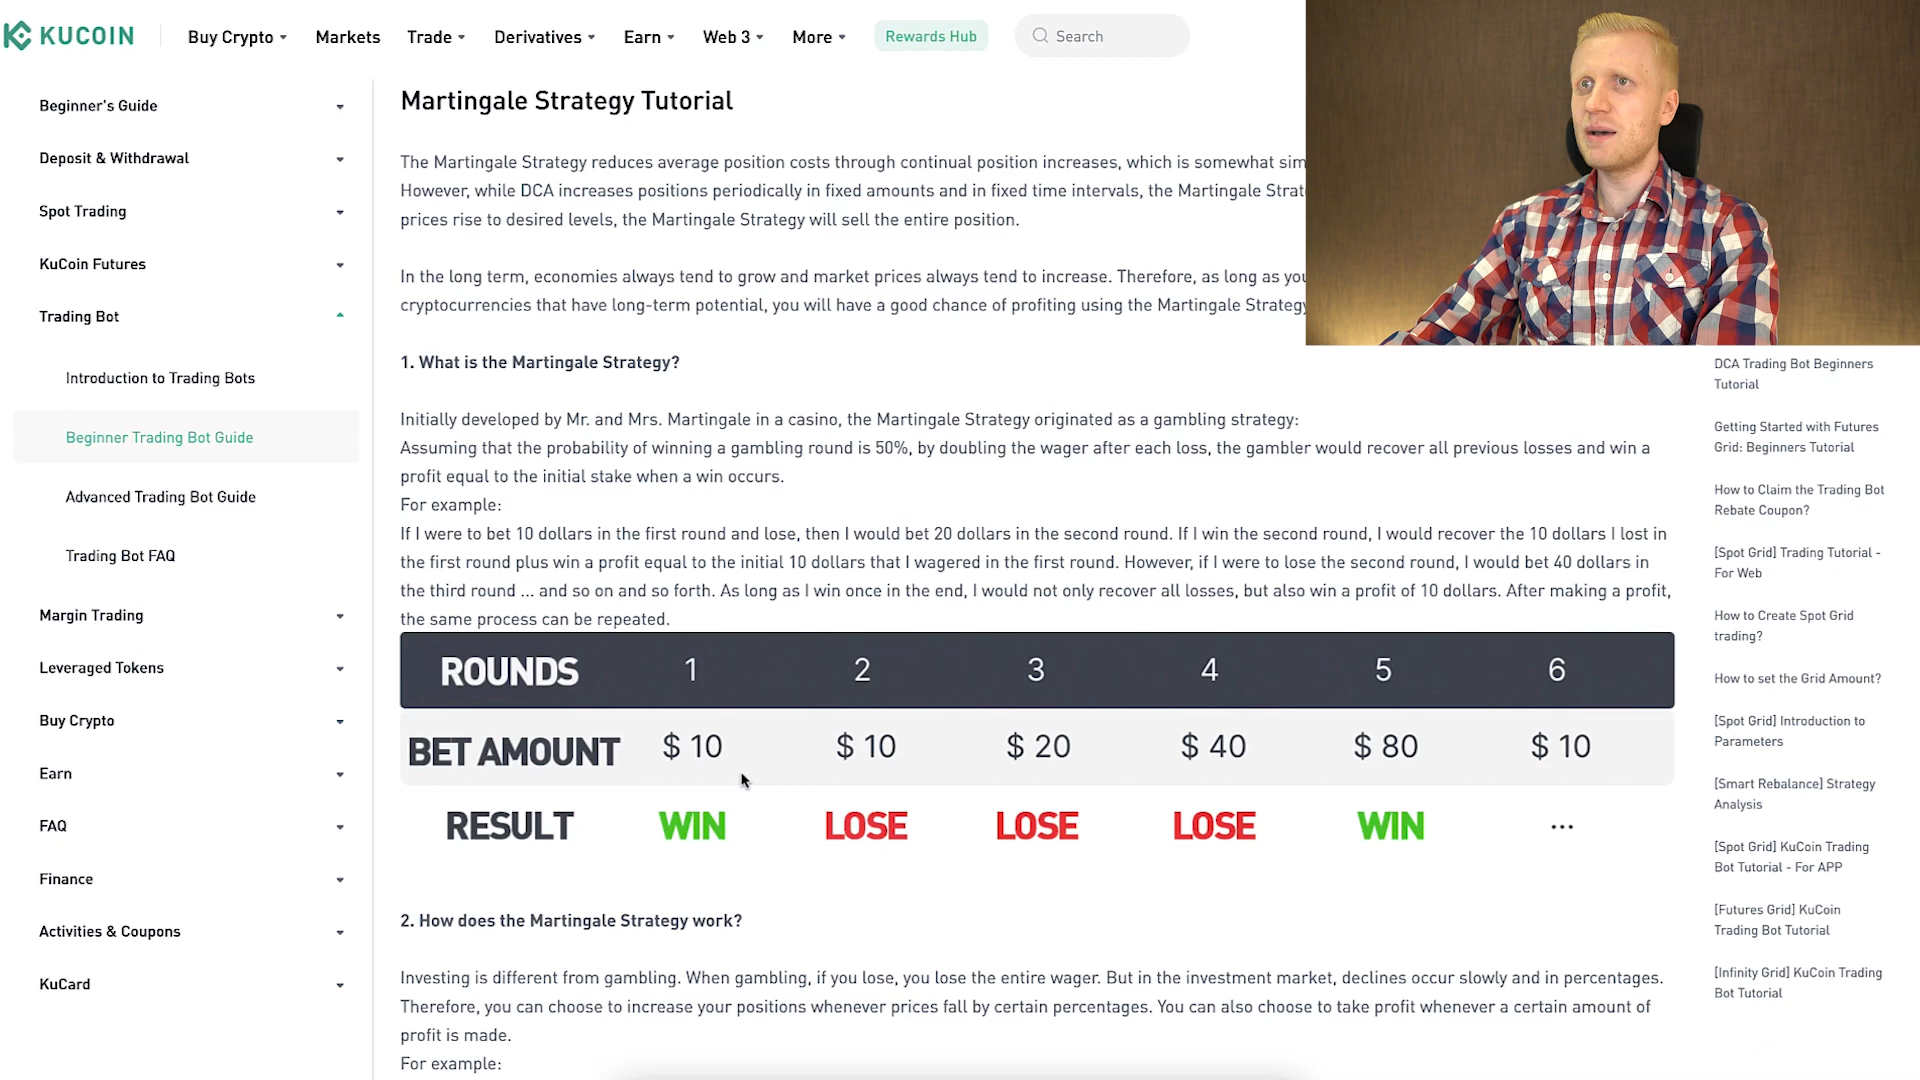 KUCOIN
Buy Crypto
Markets
Trade
Derivatives
Earn
Web 3
More
Rewards Hub
Search
Beginner's Guide
Deposit & Withdrawal
Spot Trading
KuCoin Futures
Trading Bot
Introduction to Trading Bots
Beginner Trading Bot Guide
Advanced Trading Bot Guide
Trading Bot FAQ
Margin Trading
Leveraged Tokens
Buy Crypto
Earn
FAQ
Finance
Activities & Coupons
KuCard
Martingale Strategy Tutorial
The Martingale Strategy reduces average position costs through continual position increases, which is somewhat sim
However, while DCA increases positions periodically in fixed amounts and in fixed time intervals, the Martingale Strat
prices rise to desired levels, the Martingale Strategy will sell the entire position.
In the long term, economies always tend to grow and market prices always tend to increase. Therefore, as long as you
cryptocurrencies that have long-term potential, you will have a good chance of profiting using the Martingale Strategy
1. What is the Martingale Strategy?
Initially developed by Mr. and Mrs. Martingale in a casino, the Martingale Strategy originated as a gambling strategy:
Assuming that the probability of winning a gambling round is 50%, by doubling the wager after each loss, the gambler would recover all previous losses and win a
profit equal to the initial stake when a win occurs.
For example:
If I were to bet 10 dollars in the first round and lose, then I would bet 20 dollars in the second round. If I win the second round, I would recover the 10 dollars I lost in
the first round plus win a profit equal to the initial 10 dollars that I wagered in the first round. However, if I were to lose the second round, I would bet 40 dollars in
the third round ... and so on and so forth. As long as I win once in the end, I would not only recover all losses, but also win a profit of 10 dollars. After making a profit,
the same process can be repeated.
ROUNDS 1 2 3 4 5 6
BET AMOUNT $ 10 $ 10 $ 20 $ 40 $ 80 $ 10
RESULT WIN LOSE LOSE LOSE WIN ...
2. How does the Martingale Strategy work?
Investing is different from gambling. When gambling, if you lose, you lose the entire wager. But in the investment market, declines occur slowly and in percentages.
Therefore, you can choose to increase your positions whenever prices fall by certain percentages. You can also choose to take profit whenever a certain amount of
profit is made.
For example:
DCA Trading Bot Beginners
Tutorial
Getting Started with Futures
Grid: Beginners Tutorial
How to Claim the Trading Bot
Rebate Coupon?
[Spot Grid] Trading Tutorial -
For Web
How to Create Spot Grid
trading?
How to set the Grid Amount?
[Spot Grid] Introduction to
Parameters
[Smart Rebalance] Strategy
Analysis
[Spot Grid] KuCoin Trading
Bot Tutorial - For APP
[Futures Grid] KuCoin
Trading Bot Tutorial
[Infinity Grid] KuCoin Trading
Bot Tutorial